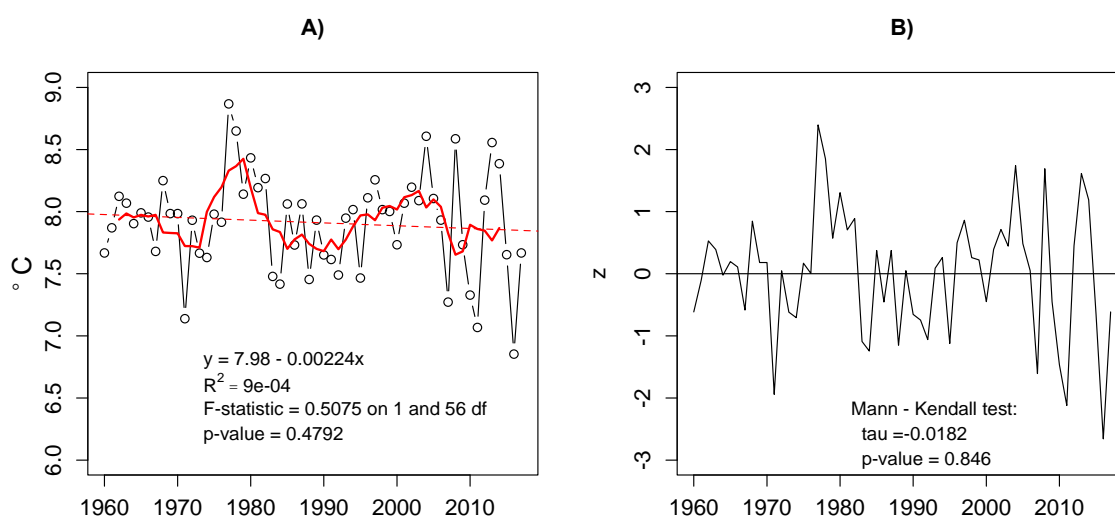 A)
° C
9.0
8.5
8.0
7.5
7.0
6.5
6.0
y = 7.98 - 0.00224x
R² = 9e-04
F-statistic = 0.5075 on 1 and 56 df
p-value = 0.4792
1960 1970 1980 1990 2000 2010
B)
z
3
2
1
0
-1
-2
-3
Mann - Kendall test:
tau =-0.0182
p-value = 0.846
1960 1970 1980 1990 2000 2010